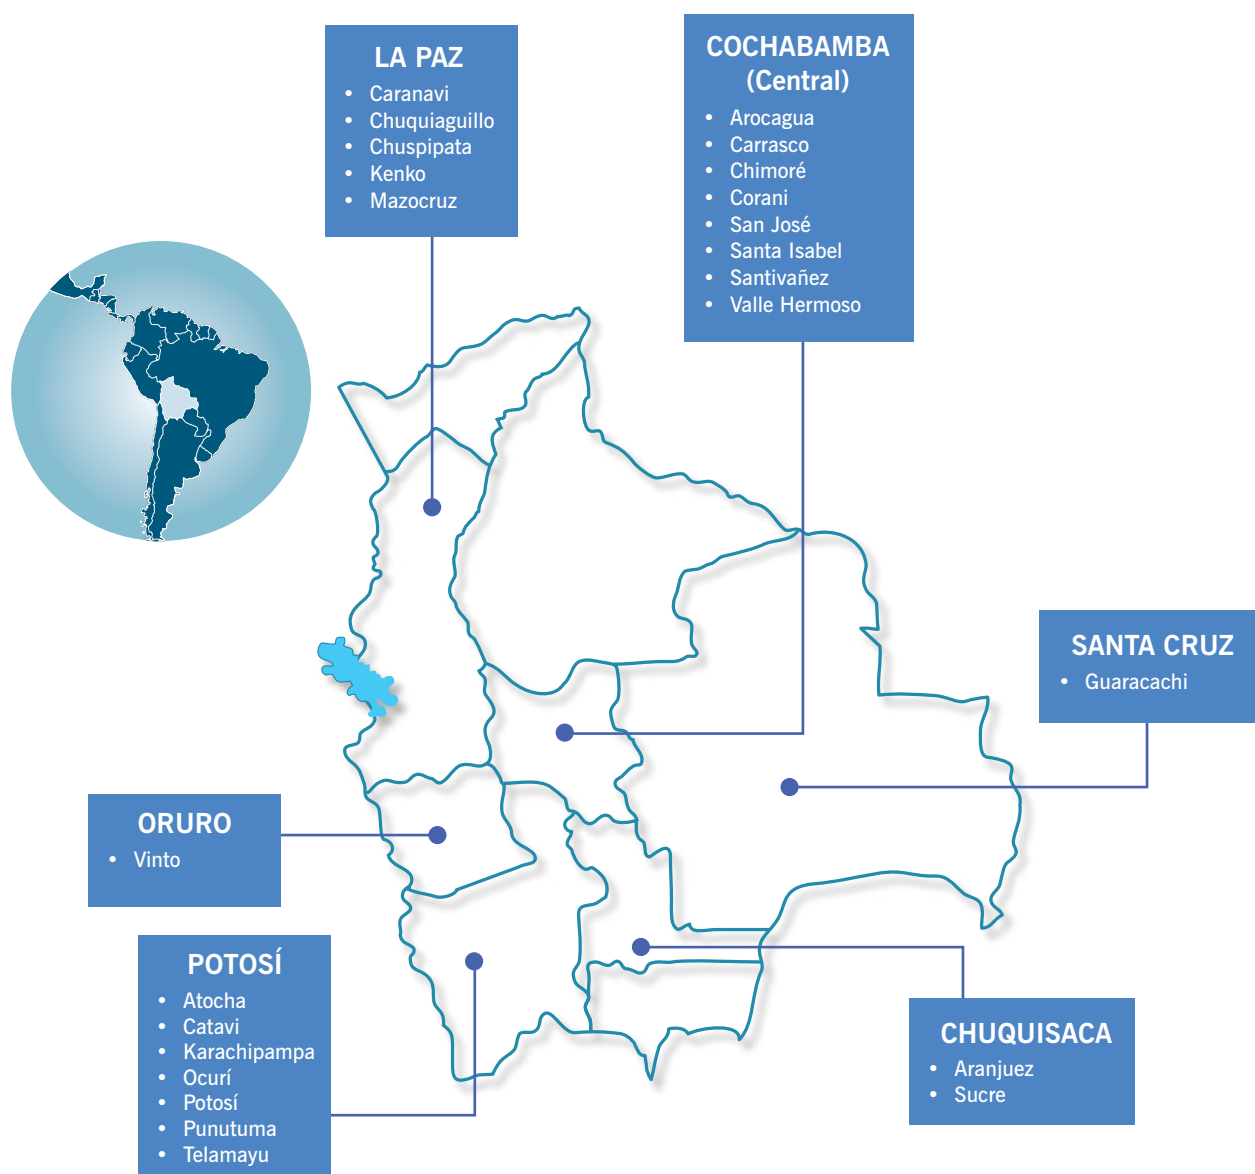 LA PAZ
• Caranavi
• Chuquiaguillo
• Chuspipata
• Kenko
• Mazocruz
COCHABAMBA
(Central)
• Arocagua
• Carrasco
• Chimoré
• Corani
• San José
• Santa Isabel
• Santivañez
• Valle Hermoso
SANTA CRUZ
• Guaracachi
ORURO
• Vinto
POTOSÍ
• Atocha
• Catavi
• Karachipampa
• Ocurí
• Potosí
• Punutuma
• Telamayu
CHUQUISACA
• Aranjuez
• Sucre